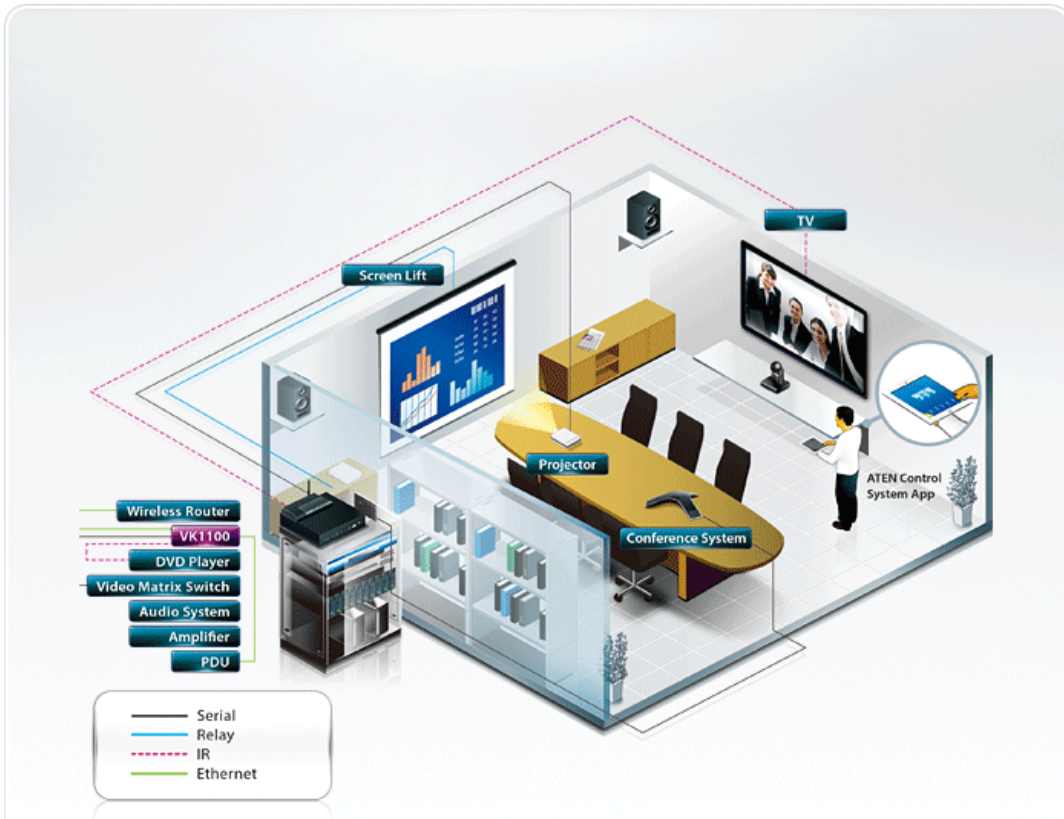 TV
Screen Lift
Projector
ATEN Control
System App
Conference System
Wireless Router
VK1100
DVD Player
Video Matrix Switch
Audio System
Amplifier
PDU
Serial
Relay
IR
Ethernet